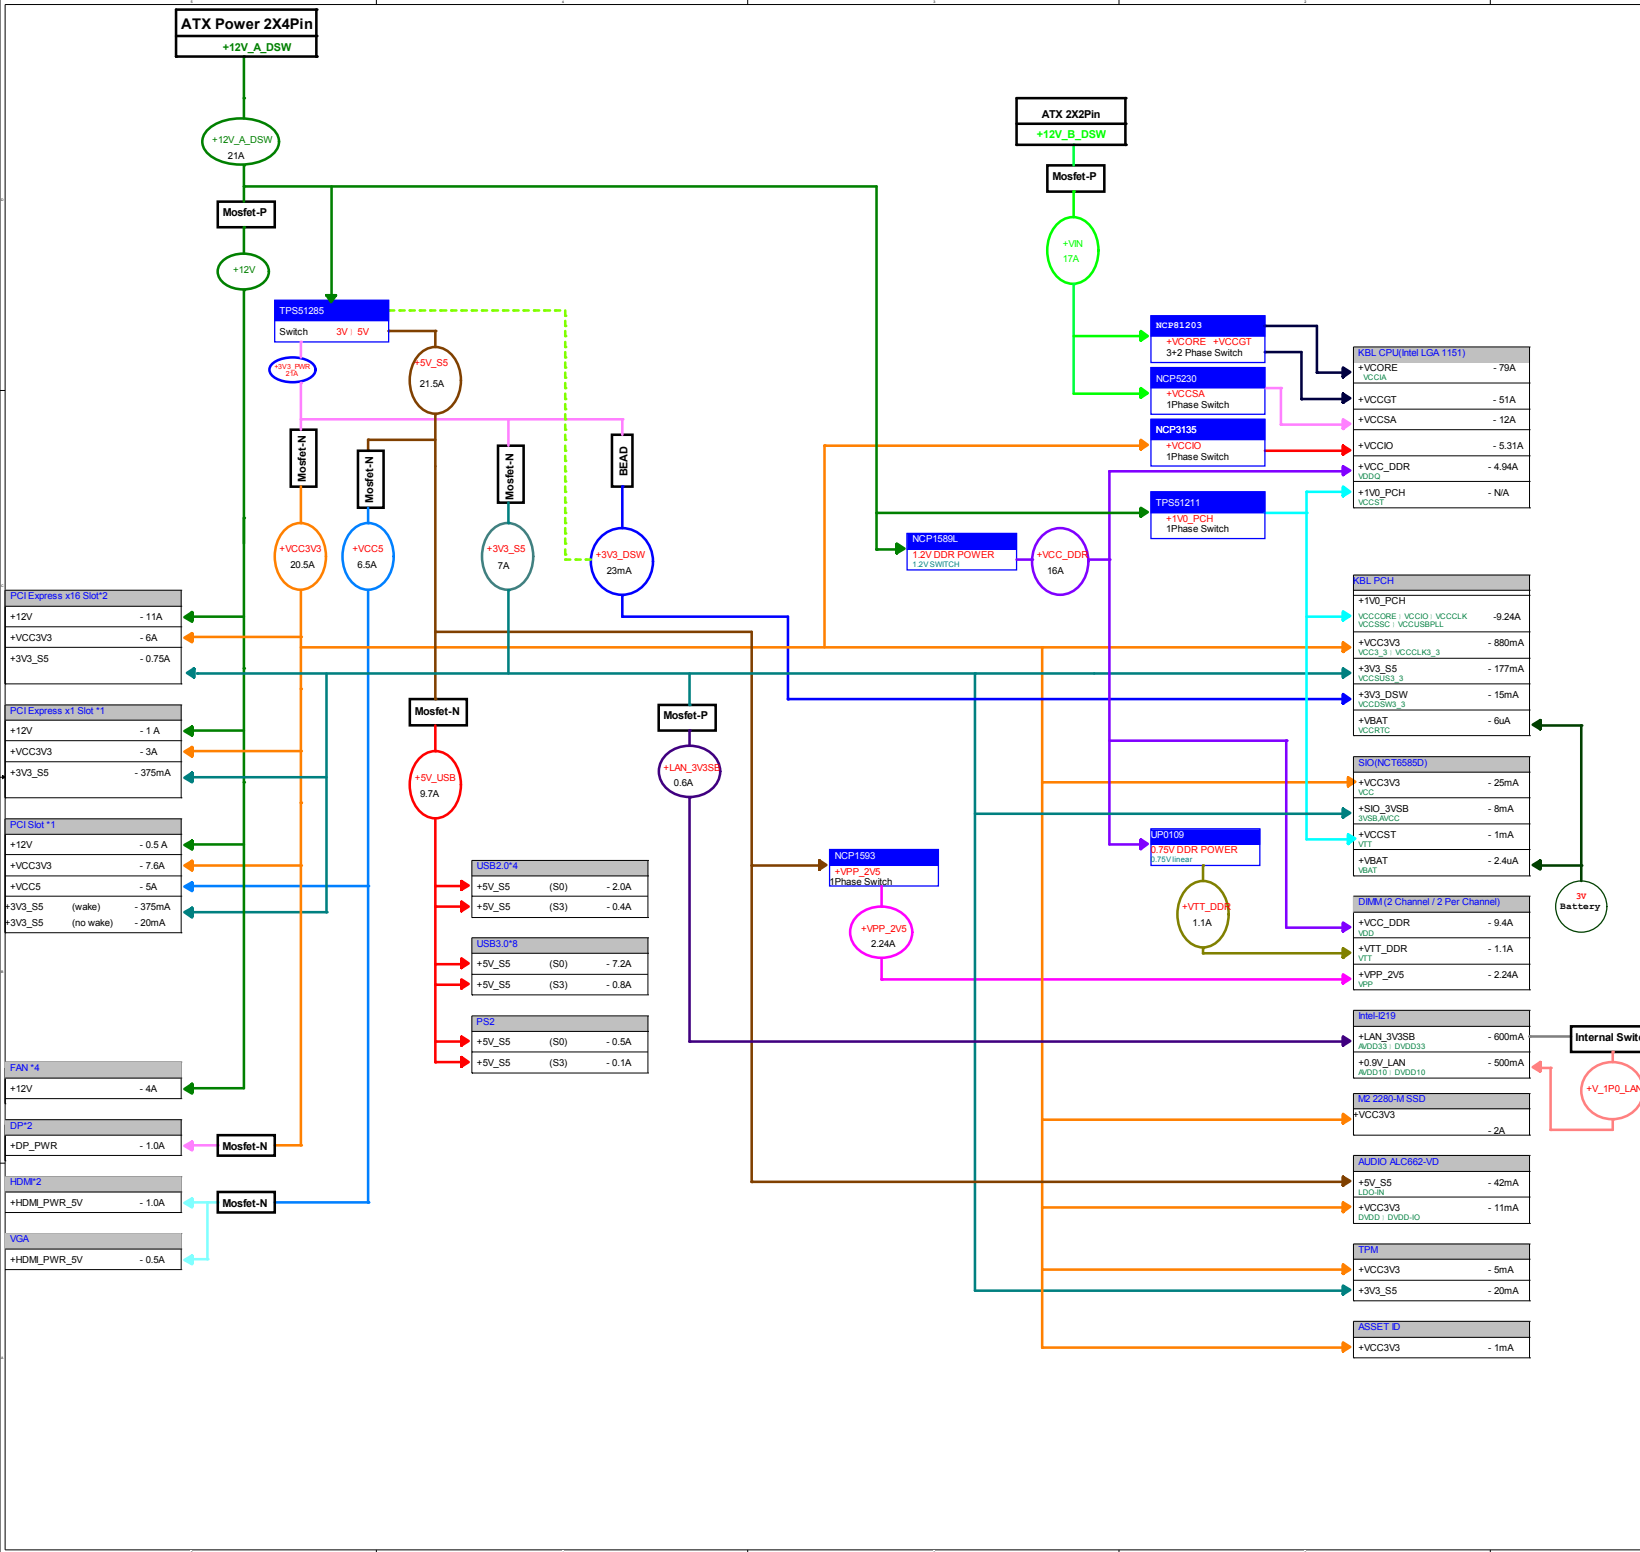 ATX Power 2X4Pin
+12V_A_DSW
+12V_A_DSW
21A
Mosfet-P
+12V
ATX 2X2Pin
+12V_B_DSW
Mosfet-P
+VIN
17A
TPS51285
Switch 3V | 5V
+3V3_PWR
21A
+5V_S5
21.5A
Mosfet-N
Mosfet-N
Mosfet-N
BEAD
+VCC3V3
20.5A
+VCC5
6.5A
+3V3_S5
7A
+3V3_DSW
23mA
NCP81203
+VCORE +VCCGT
3+2 Phase Switch
NCP5230
+VCCSA
1Phase Switch
NCP3135
+VCCIO
1Phase Switch
TPS51211
+1V0_PCH
1Phase Switch
NCP1589L
1.2V DDR POWER
1.2V SWITCH
+VCC_DDR
16A
KBL CPU(Intel LGA 1151)
+VCORE - 79A
VCCIA
+VCCGT - 51A
+VCCSA - 12A
+VCCIO - 5.31A
+VCC_DDR - 4.94A
VDDQ
+1V0_PCH - N/A
VCCST
KBL PCH
+1V0_PCH
VCCCORE | VCCIO | VCCCLK -9.24A
VCCSSC | VCCUSBPLL
+VCC3V3 - 880mA
VCC3_3 | VCCCLK3_3
+3V3_S5 - 177mA
VCCSUS3_3
+3V3_DSW - 15mA
VCCDSW3_3
+VBAT - 6uA
VCCRTC
SIO(NCT6585D)
+VCC3V3 - 25mA
VCC
+SIO_3VSB - 8mA
3VSB,AVCC
+VCCST - 1mA
VTT
+VBAT - 2.4uA
VBAT
3V
Battery
DIMM (2 Channel / 2 Per Channel)
+VCC_DDR - 9.4A
VDD
+VTT_DDR - 1.1A
VTT
+VPP_2V5 - 2.24A
VPP
Intel-I219
+LAN_3V3SB - 600mA
AVDD33 | DVDD33
+0.9V_LAN - 500mA
AVDD10 | DVDD10
+V_1P0_LAN
Internal
M2 2280-M SSD
+VCC3V3
- 2A
AUDIO ALC662-VD
+5V_S5 - 42mA
LDO-IN
+VCC3V3 - 11mA
DVDD | DVDD-IO
TPM
+VCC3V3 - 5mA
+3V3_S5 - 20mA
ASSET ID
+VCC3V3 - 1mA
PCI Express x16 Slot*2
+12V - 11A
+VCC3V3 - 6A
+3V3_S5 - 0.75A
PCI Express x1 Slot *1
+12V - 1 A
+VCC3V3 - 3A
+3V3_S5 - 375mA
PCI Slot *1
+12V - 0.5 A
+VCC3V3 - 7.6A
+VCC5 - 5A
+3V3_S5 (wake) - 375mA
+3V3_S5 (no wake) - 20mA
FAN *4
+12V - 4A
DP*2
+DP_PWR - 1.0A
Mosfet-N
HDMI*2
+HDMI_PWR_5V - 1.0A
Mosfet-N
VGA
+HDMI_PWR_5V - 0.5A
Mosfet-N
+5V_USB
9.7A
USB2.0*4
+5V_S5 (S0) - 2.0A
+5V_S5 (S3) - 0.4A
USB3.0*8
+5V_S5 (S0) - 7.2A
+5V_S5 (S3) - 0.8A
PS2
+5V_S5 (S0) - 0.5A
+5V_S5 (S3) - 0.1A
Mosfet-P
+LAN_3V3SB
0.6A
NCP1593
+VPP_2V5
1Phase Switch
+VPP_2V5
2.24A
UP0109
0.75V DDR POWER
0.75V linear
+VTT_DDR
1.1A